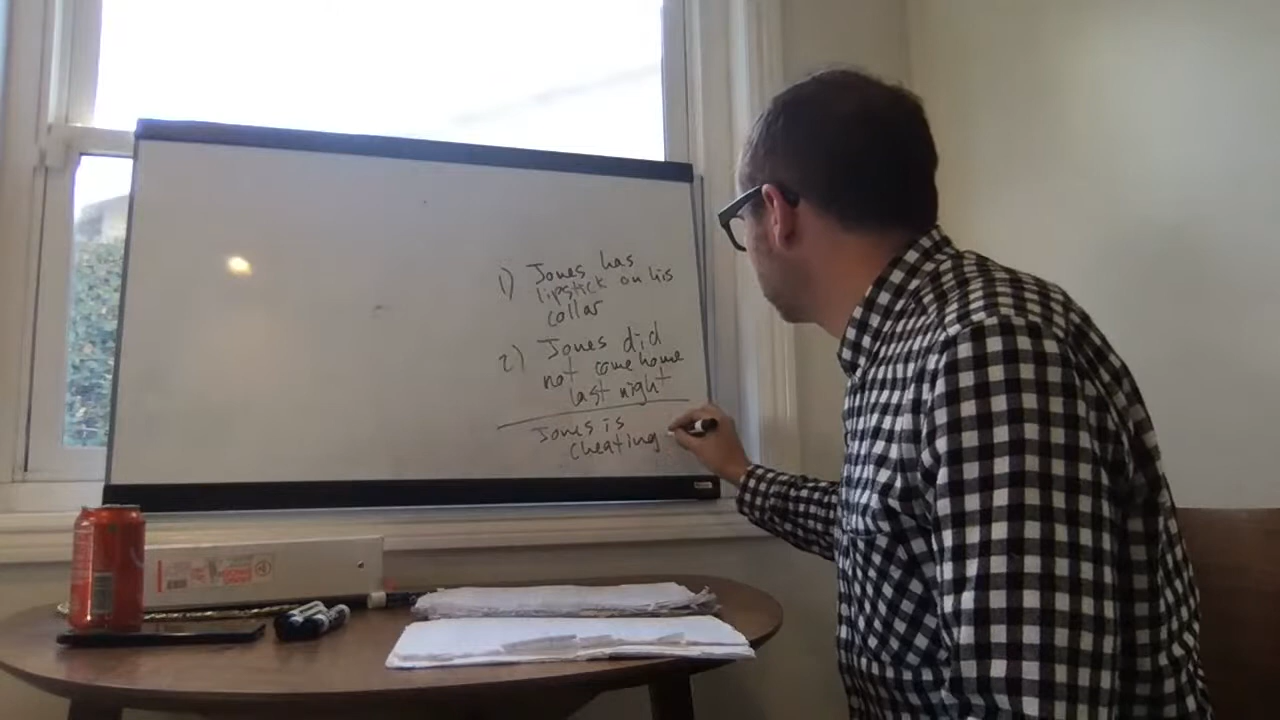 1) Jones has
lipstick on his
collar
2) Jones did
not come home
last night
Jones is
cheating